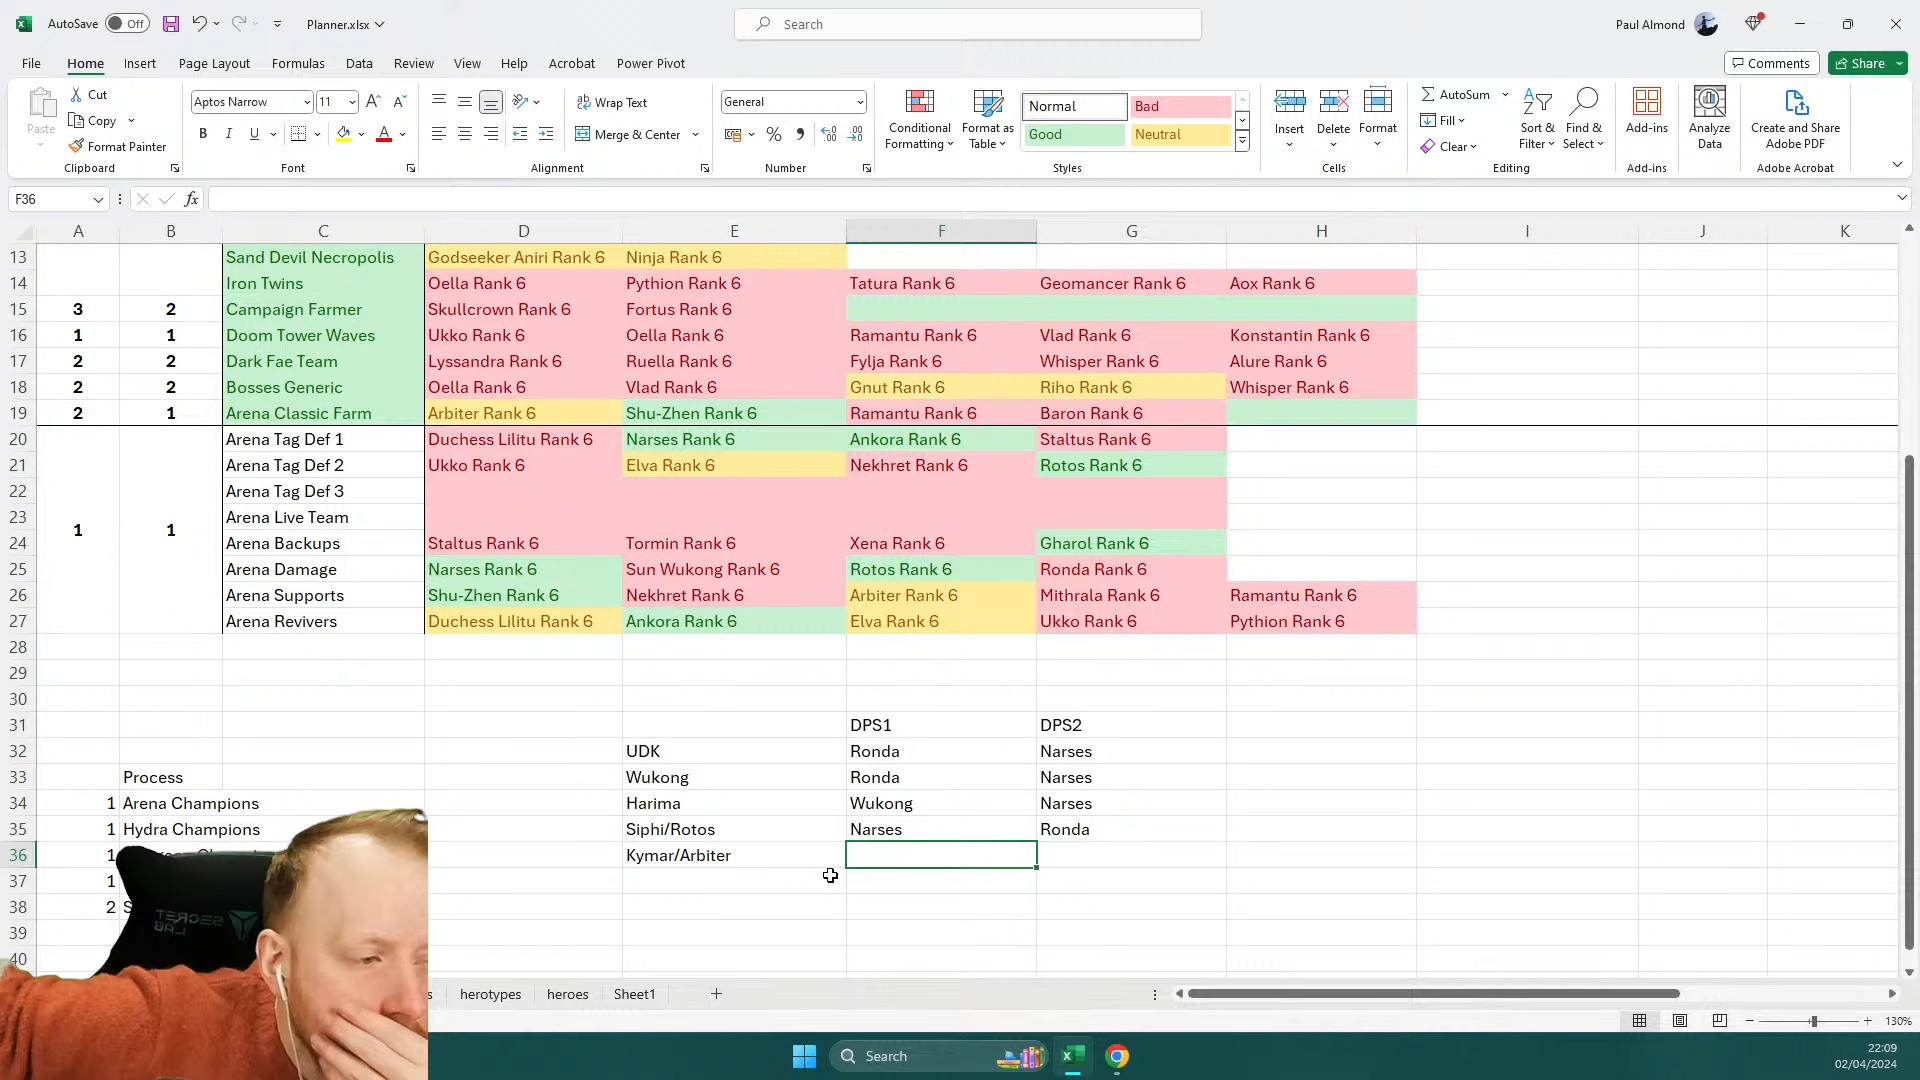 AutoSave Off Planner.xlsx Search Paul Almond
File Home Insert Page Layout Formulas Data Review View Help Acrobat Power Pivot Comments Share
Paste Cut Copy Format Painter Clipboard
Aptos Narrow 11 B I U Font
Wrap Text Merge & Center Alignment
General % Number
Conditional Formatting Format as Table Normal Bad Good Neutral Styles
Insert Delete Format Cells
AutoSum Fill Clear Sort & Filter Find & Select Editing
Add-ins Add-ins
Analyze Data
Create and Share Adobe PDF Adobe Acrobat
F36 fx
A B C D E F G H I J K
13 Sand Devil Necropolis Godseeker Aniri Rank 6 Ninja Rank 6
14 Iron Twins Oella Rank 6 Pythion Rank 6 Tatura Rank 6 Geomancer Rank 6 Aox Rank 6
15 3 2 Campaign Farmer Skullcrown Rank 6 Fortus Rank 6
16 1 1 Doom Tower Waves Ukko Rank 6 Oella Rank 6 Ramantu Rank 6 Vlad Rank 6 Konstantin Rank 6
17 2 2 Dark Fae Team Lyssandra Rank 6 Ruella Rank 6 Fylja Rank 6 Whisper Rank 6 Alure Rank 6
18 2 2 Bosses Generic Oella Rank 6 Vlad Rank 6 Gnut Rank 6 Riho Rank 6 Whisper Rank 6
19 2 1 Arena Classic Farm Arbiter Rank 6 Shu-Zhen Rank 6 Ramantu Rank 6 Baron Rank 6
20 Arena Tag Def 1 Duchess Lilitu Rank 6 Narses Rank 6 Ankora Rank 6 Staltus Rank 6
21 Arena Tag Def 2 Ukko Rank 6 Elva Rank 6 Nekhret Rank 6 Rotos Rank 6
22 Arena Tag Def 3
23 Arena Live Team
1 1
24 Arena Backups Staltus Rank 6 Tormin Rank 6 Xena Rank 6 Gharol Rank 6
25 Arena Damage Narses Rank 6 Sun Wukong Rank 6 Rotos Rank 6 Ronda Rank 6
26 Arena Supports Shu-Zhen Rank 6 Nekhret Rank 6 Arbiter Rank 6 Mithrala Rank 6 Ramantu Rank 6
27 Arena Revivers Duchess Lilitu Rank 6 Ankora Rank 6 Elva Rank 6 Ukko Rank 6 Pythion Rank 6
28
29
30
31 DPS1 DPS2
32 UDK Ronda Narses
33 Process Wukong Ronda Narses
34 1 Arena Champions Harima Wukong Narses
35 1 Hydra Champions Siphi/Rotos Narses Ronda
36 1 Kymar/Arbiter
37 1
38 2 S
39
40
SECRET LAB
herotypes heroes Sheet1
130%
Search
22:09
02/04/2024